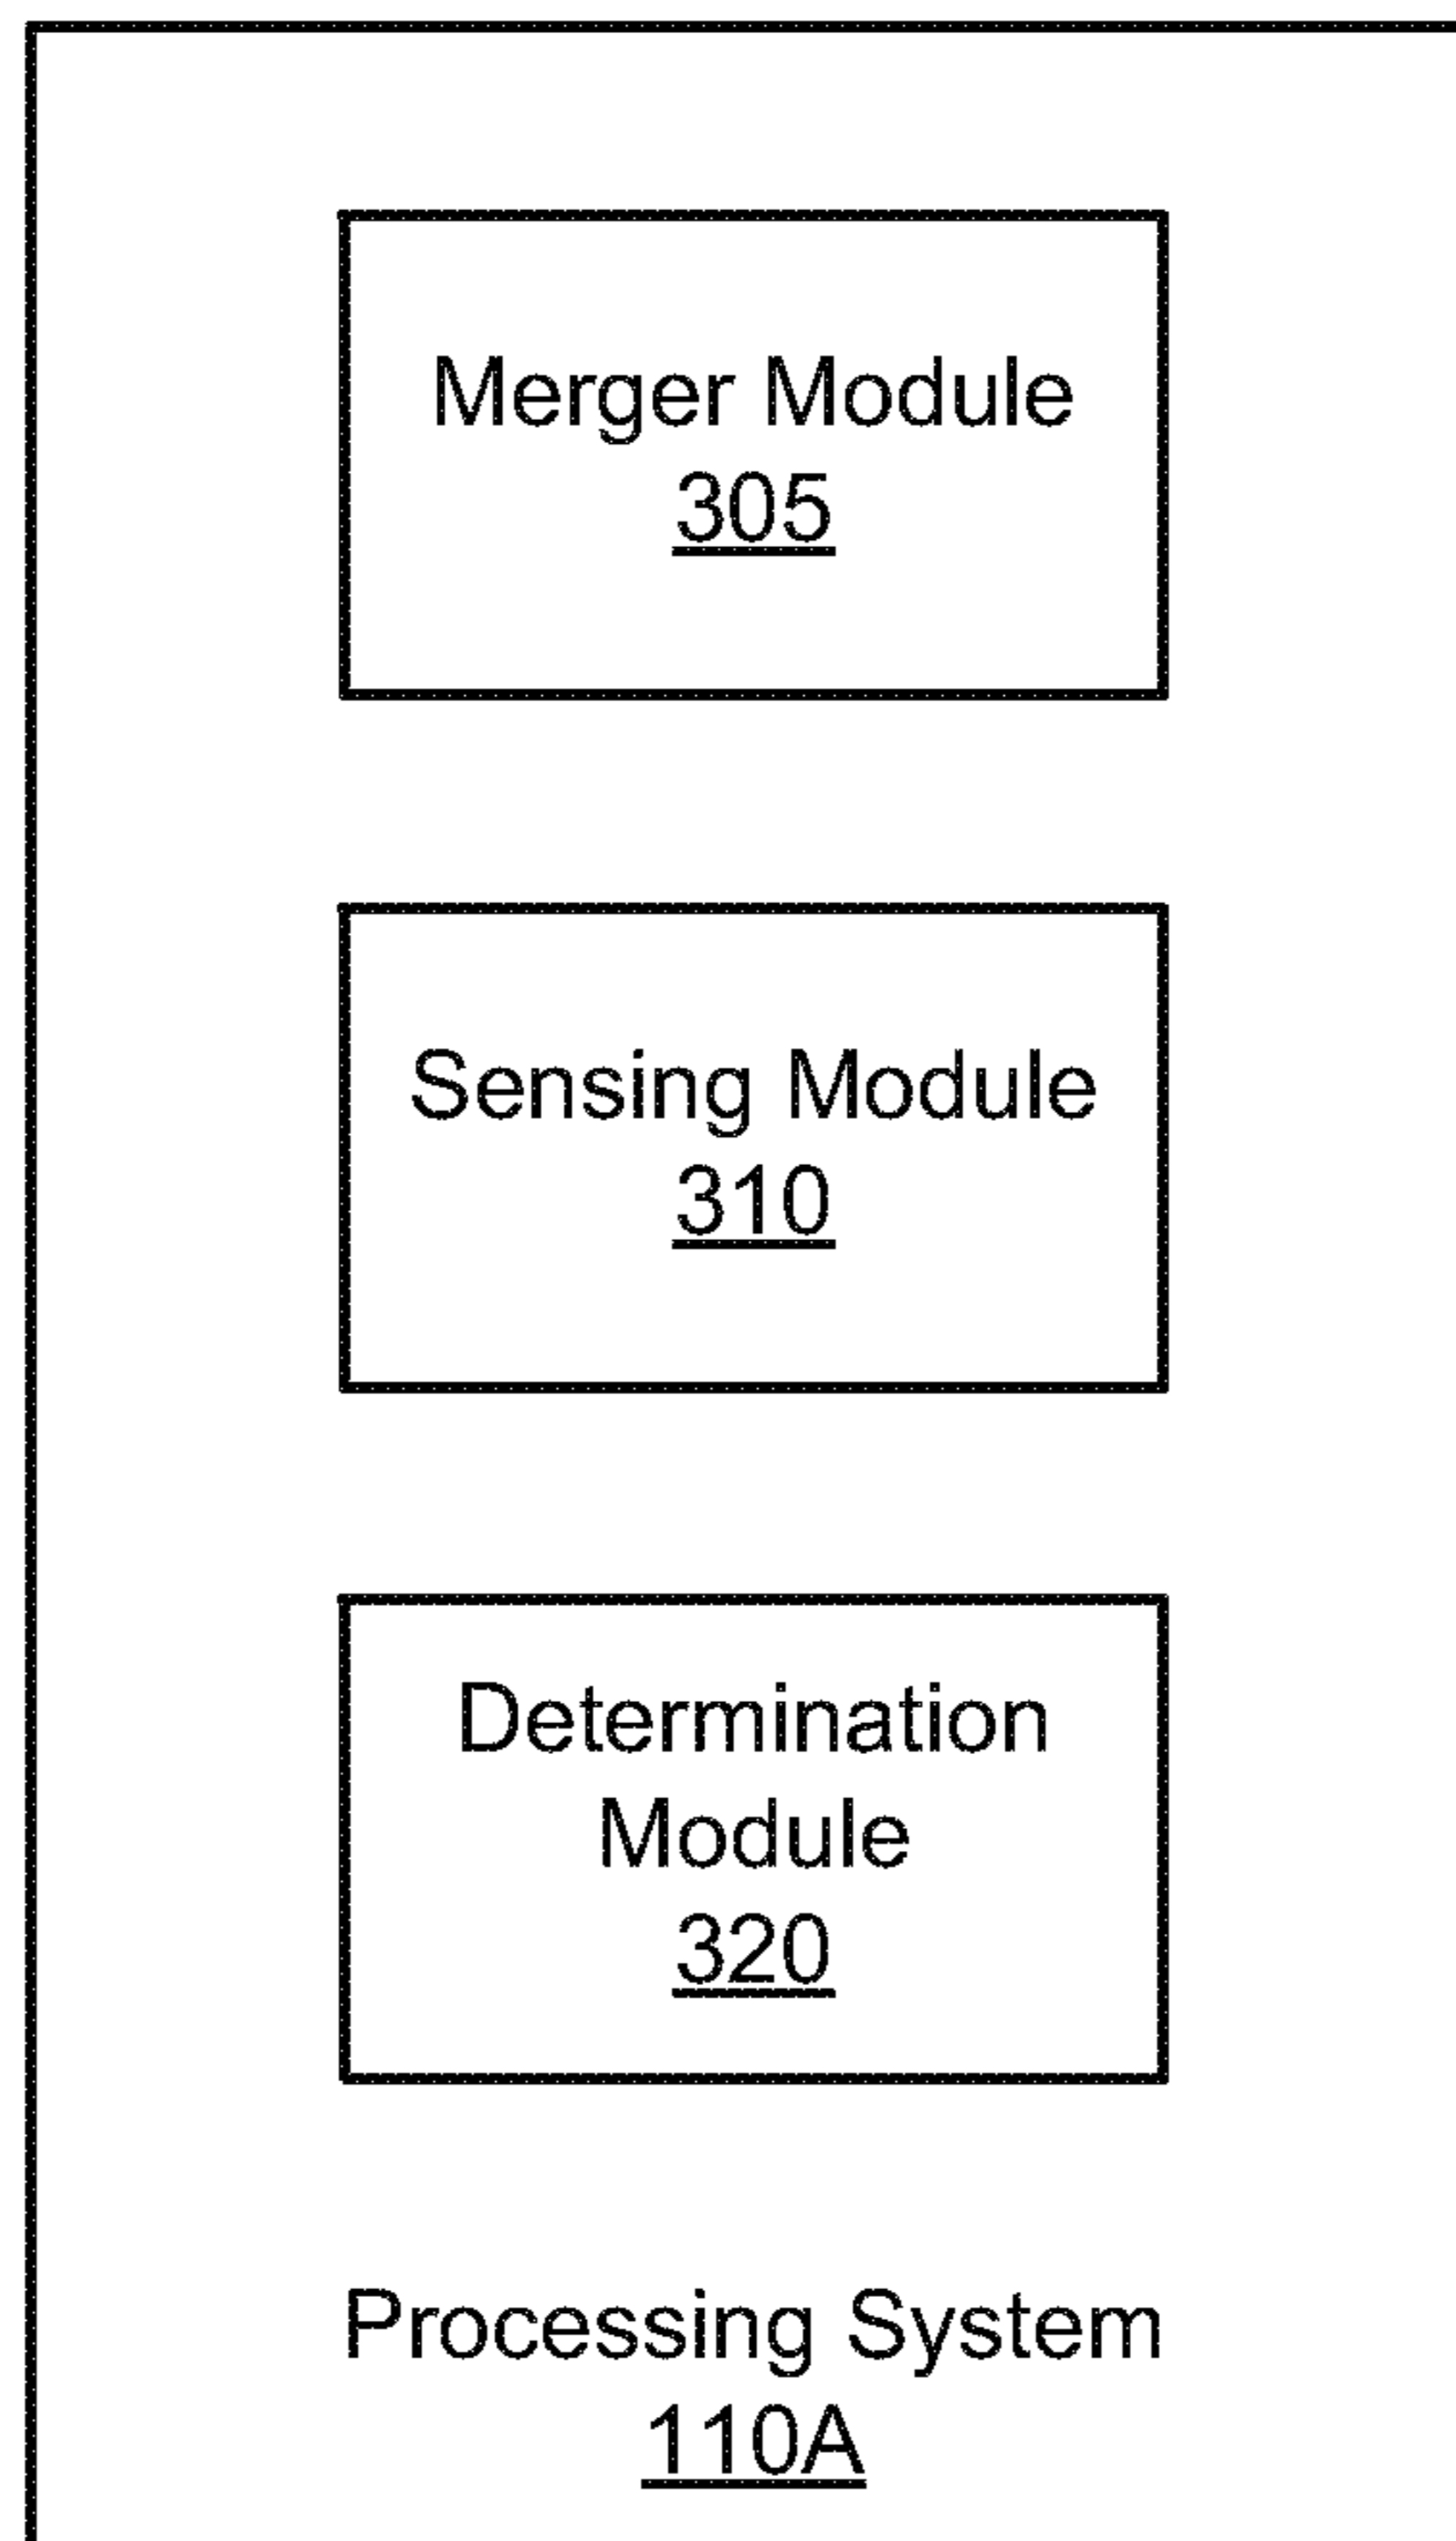 Merger Module
305
Sensing Module
310
Determination
Module
320
Processing System
110A